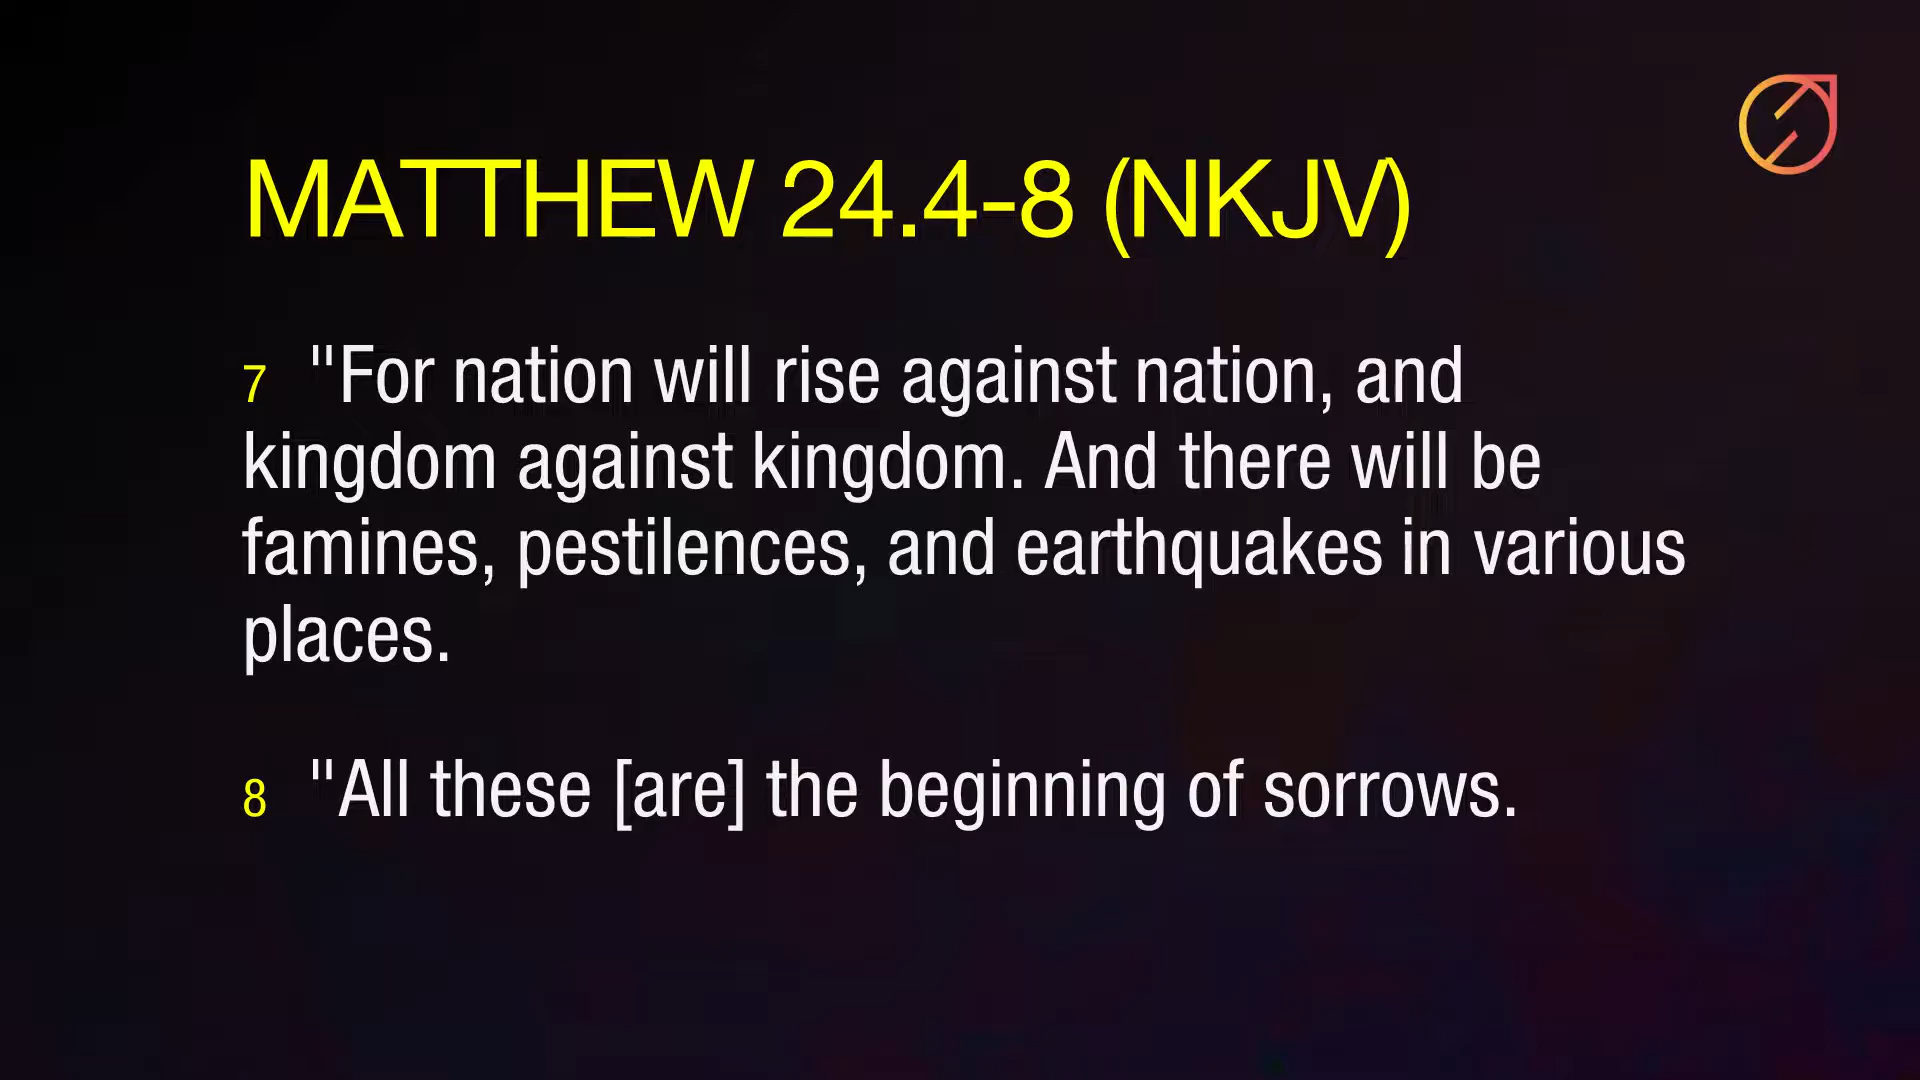 MATTHEW 24.4-8 (NKJV)
7 "For nation will rise against nation, and
kingdom against kingdom. And there will be
famines, pestilences, and earthquakes in various
places.
8 "All these [are] the beginning of sorrows.